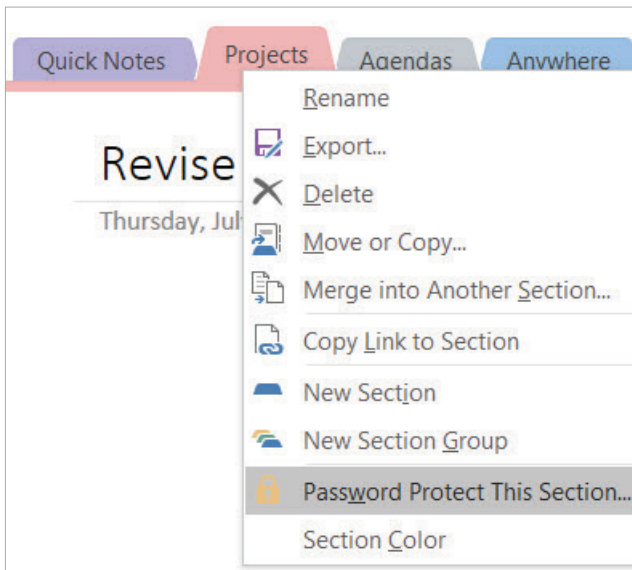 Quick Notes Projects Agendas Anywhere
Rename
Export...
Revise
Delete
Thursday, Jul
Move or Copy...
Merge into Another Section...
Copy Link to Section
New Section
New Section Group
Password Protect This Section...
Section Color